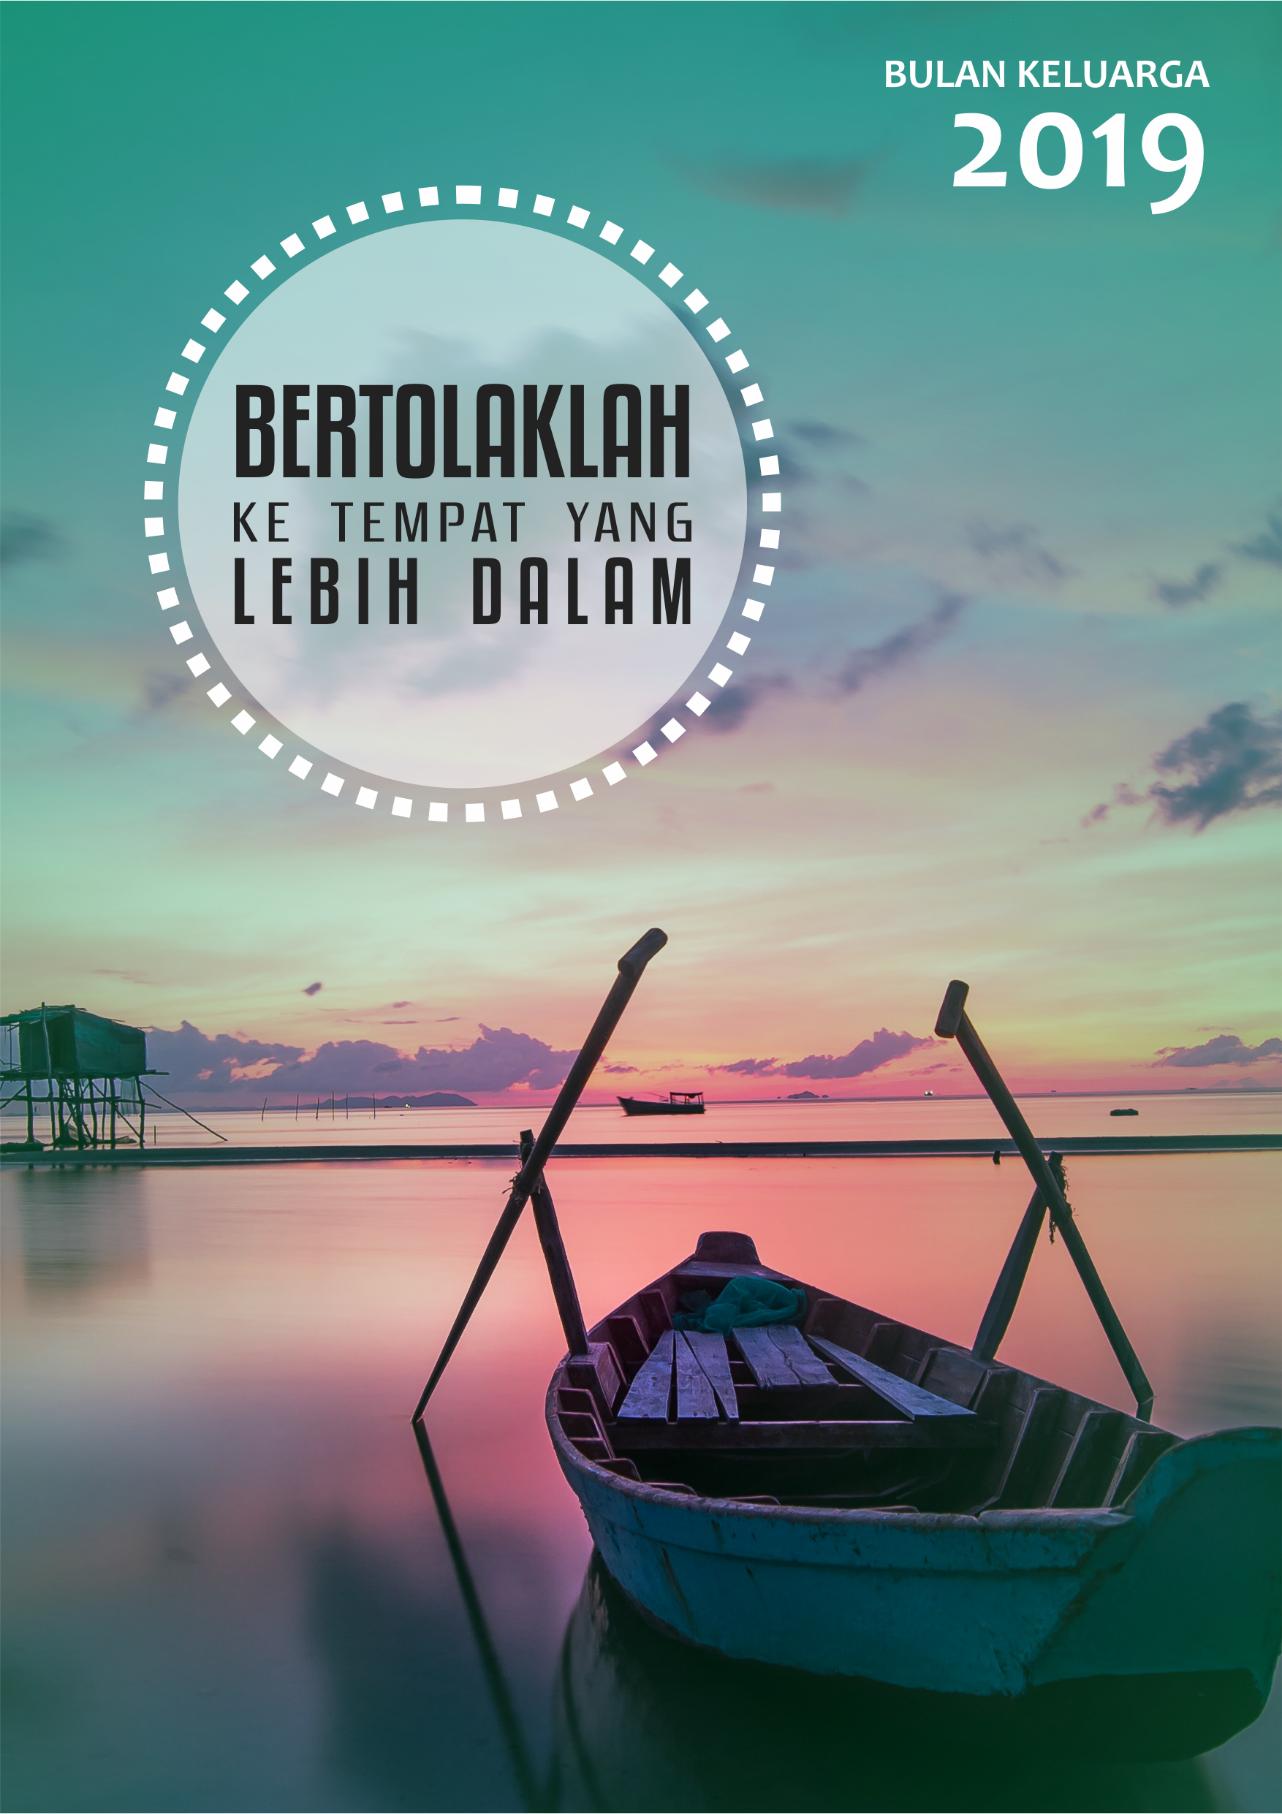 BULAN KELUARGA
2019
BERTOLAKLAH
KE TEMPAT YANG
LEBIH DALAM